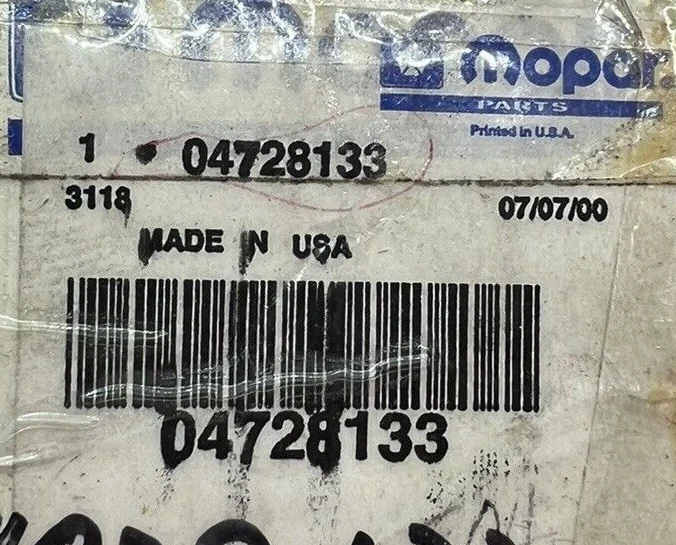 Mopar
PARTS
Printed in U.S.A.
1 04728133
3118 07/07/00
MADE IN USA
04728133